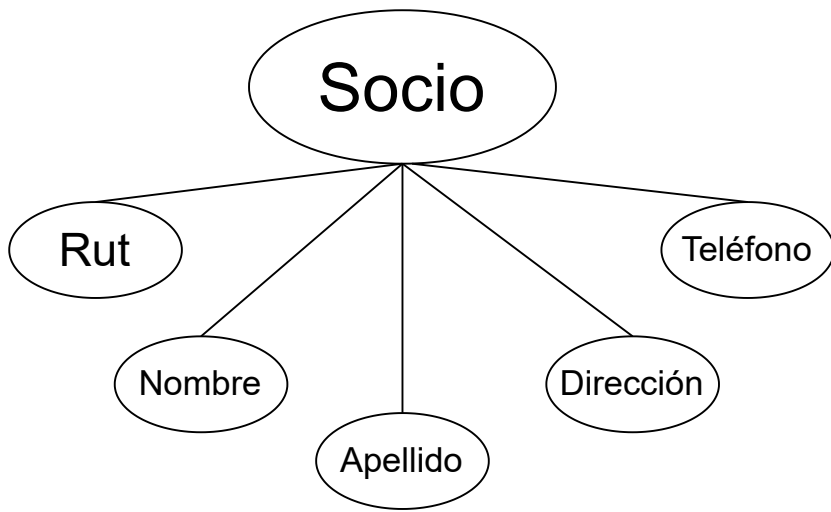 Socio
Rut
Teléfono
Nombre
Dirección
Apellido